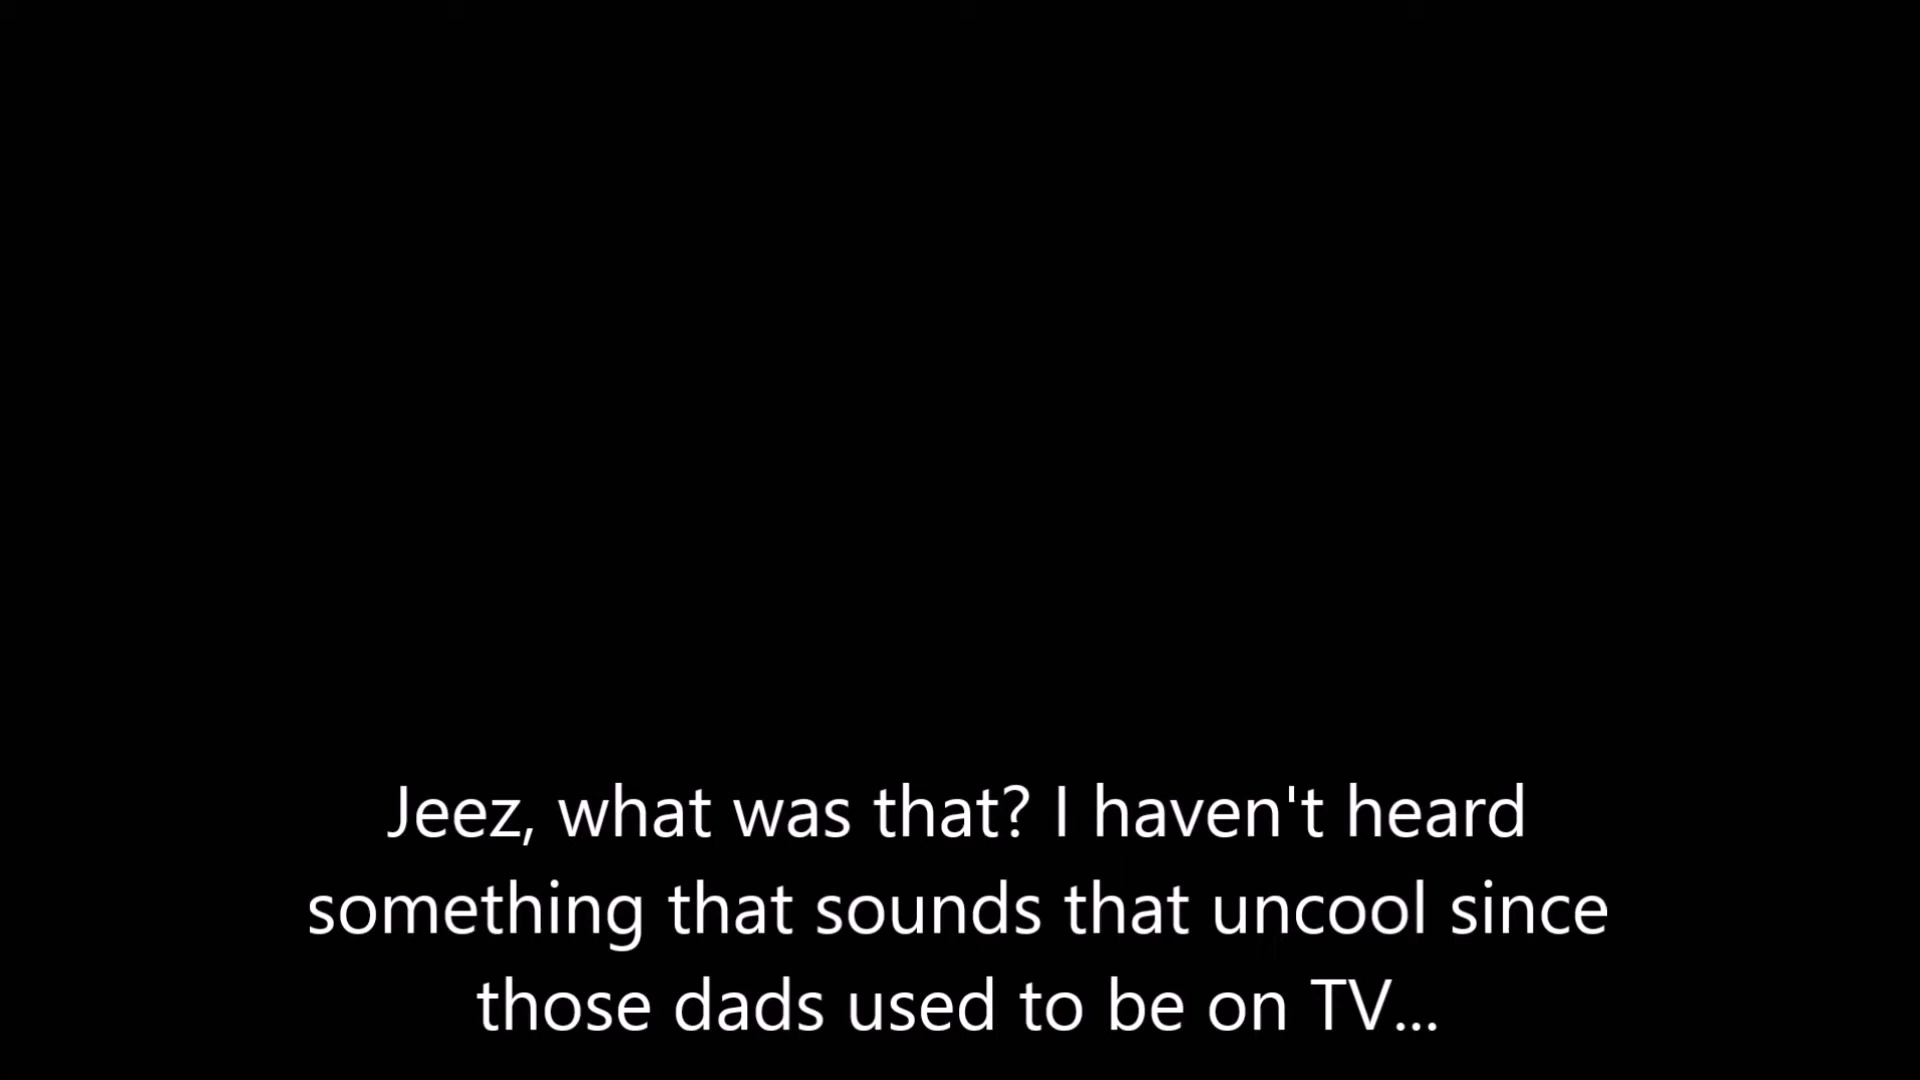 Jeez, what was that? I haven't heard
something that sounds that uncool since
those dads used to be on TV...